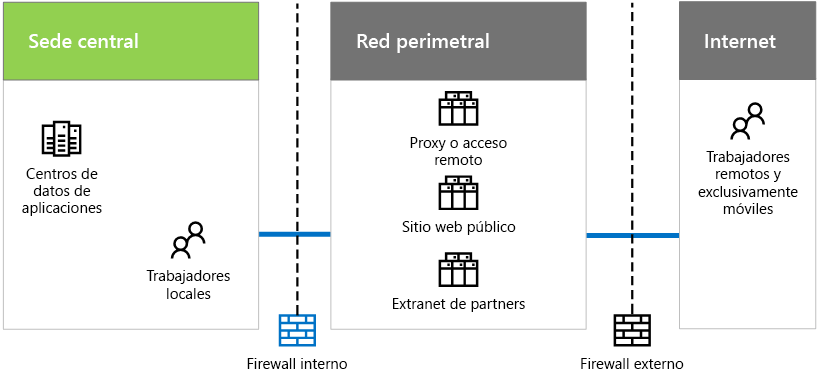 Sede central
Red perimetral
Internet
Centros de
datos de
aplicaciones
Trabajadores
locales
Proxy o acceso
remoto
Sitio web público
Extranet de partners
Trabajadores
remotos y
exclusivamente
móviles
Firewall interno
Firewall externo